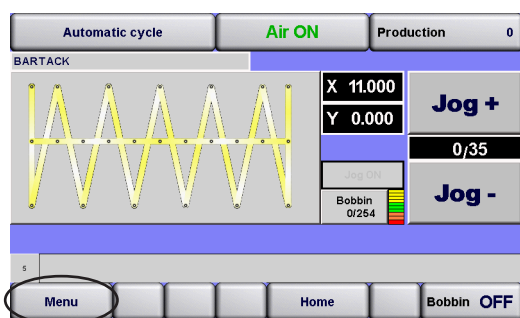 Automatic cycle Air ON Production 0
BARTACK
X 11.000
Y 0.000
Jog +
0/35
Jog ON
Jog -
Bobbin
0/254
5
Menu Home Bobbin OFF